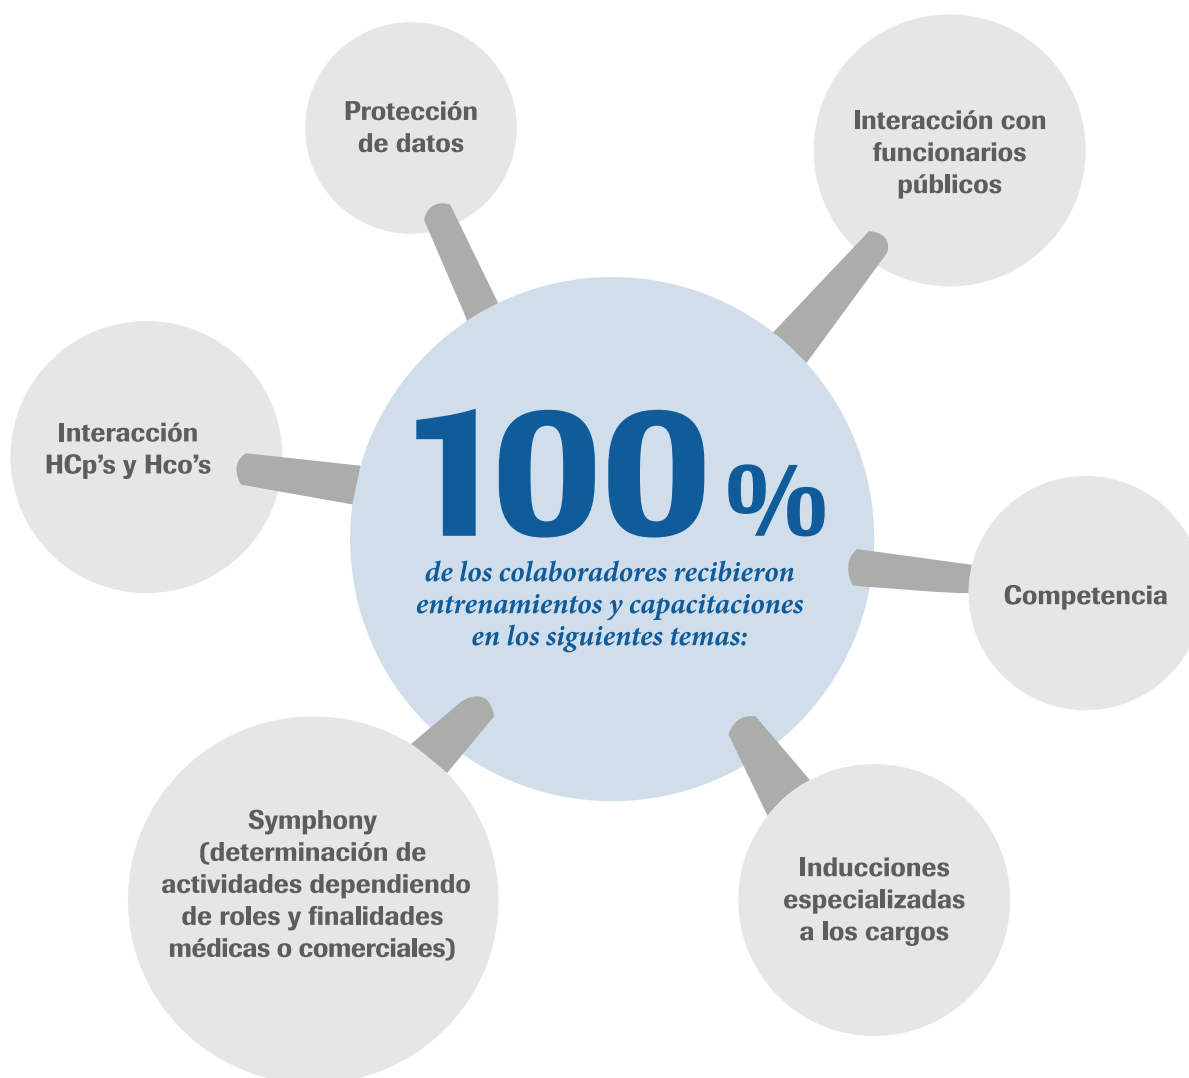 Protección
de datos
Interacción con
funcionarios
públicos
Interacción
HCp's y Hco's
100 %
de los colaboradores recibieron
entrenamientos y capacitaciones
en los siguientes temas:
Competencia
Symphony
(determinación de
actividades dependiendo
de roles y finalidades
médicas o comerciales)
Inducciones
especializadas
a los cargos